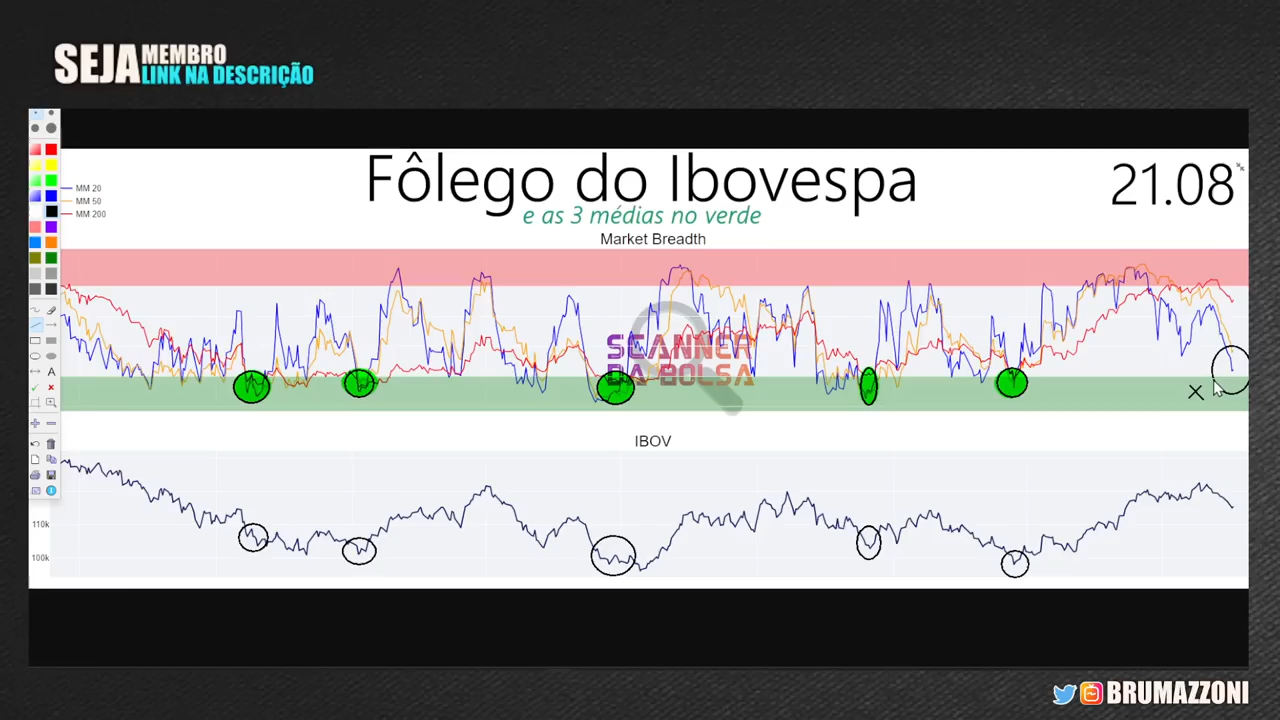 SEJA MEMBRO
LINK NA DESCRIÇÃO
Fôlego do Ibovespa
21.08
e as 3 médias no verde
MM 20
MM 50
MM 200
Market Breadth
SCANNER
DA BOLSA
A
IBOV
110k
100k
BRUMAZZONI